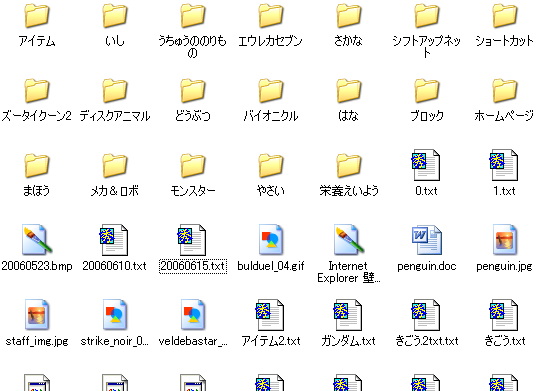 アイテム
いし
うちゅうののりも
の
エウレカセブン
さかな
シフトアップネッ
ト
ショートカット
ズータイクーン2
ディスクアニマル
どうぶつ
バイオニクル
はな
ブロック
ホームページ
まほう
メカ＆ロボ
モンスター
やさい
栄養えいよう
0.txt
1.txt
20060523.bmp
20060610.txt
20060615.txt
bulduel_04.gif
Internet
Explorer 壁...
penguin.doc
penguin.jpg
staff_img.jpg
strike_noir_0...
veldebastar_...
アイテム2.txt
ガンダム.txt
きごう.2txt.txt
きごう.txt